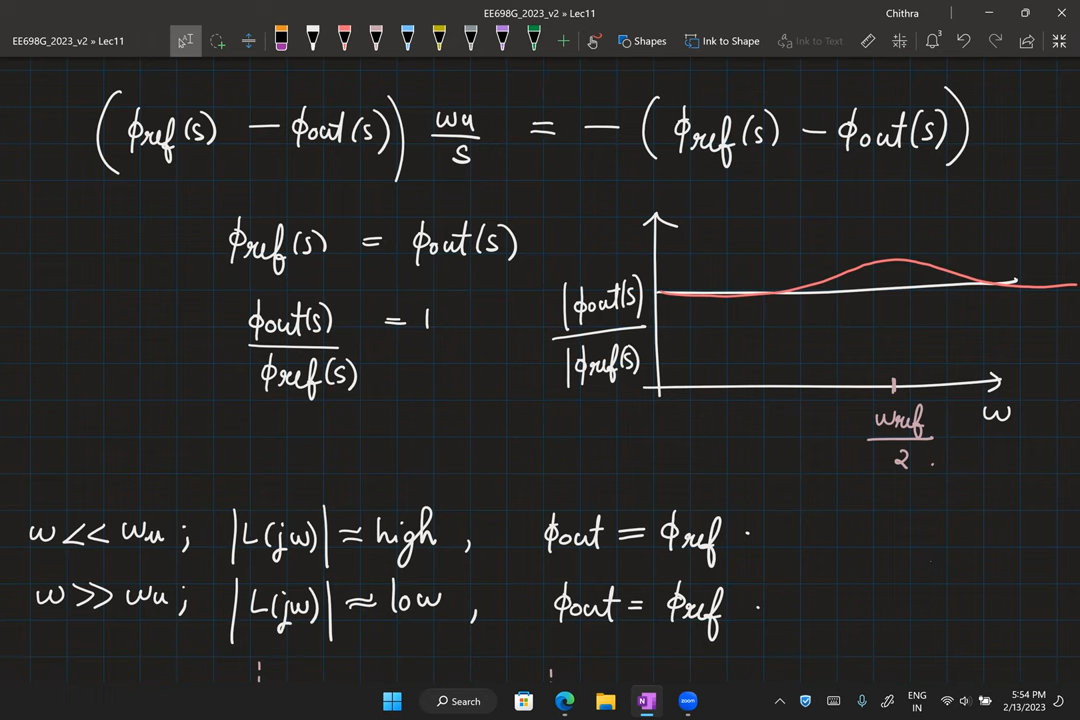 EE698G_2023_v2 » Lec11
Chithra
EE698G_2023_v2 » Lec11
Shapes
Ink to Shape
Ink to Text
3
(ϕref(s) − ϕout(s)) ωu/s = − (ϕref(s) − ϕout(s))
ϕref(s) = ϕout(s)
ϕout(s)/ϕref(s) = 1
|ϕout(s)
|ϕref(s)
ω
ωref
2
ω << ωu ; |L(jω)| ≈ high , ϕout = ϕref .
ω >> ωu ; |L(jω)| ≈ low , ϕout = ϕref .
Search
zoom
ENG
IN
5:54 PM
2/13/2023